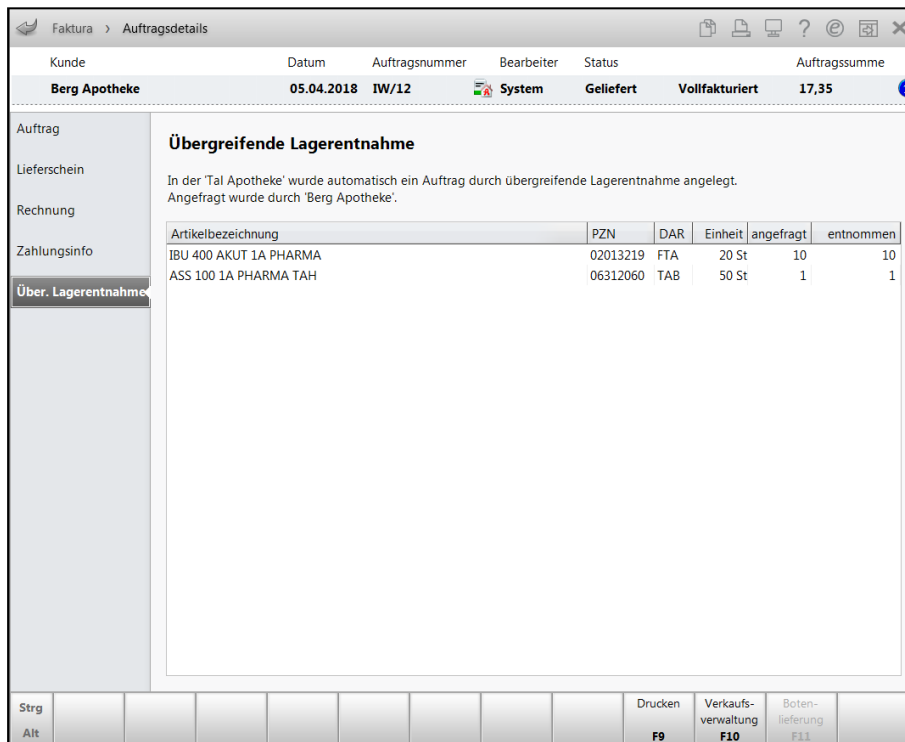 Faktura > Auftragsdetails
Kunde Datum Auftragsnummer Bearbeiter Status Auftragssumme
Berg Apotheke 05.04.2018 IW/12 System Geliefert Vollfakturiert 17,35
Auftrag
Lieferschein
Rechnung
Zahlungsinfo
Über. Lagerentnahme
Übergreifende Lagerentnahme
In der 'Tal Apotheke' wurde automatisch ein Auftrag durch übergreifende Lagerentnahme angelegt.
Angefragt wurde durch 'Berg Apotheke'.
Artikelbezeichnung PZN DAR Einheit angefragt entnommen
IBU 400 AKUT 1A PHARMA 02013219 FTA 20 St 10 10
ASS 100 1A PHARMA TAH 06312060 TAB 50 St 1 1
Strg
Alt
Drucken
F9
Verkaufs-
verwaltung
F10
Boten-
lieferung
F11